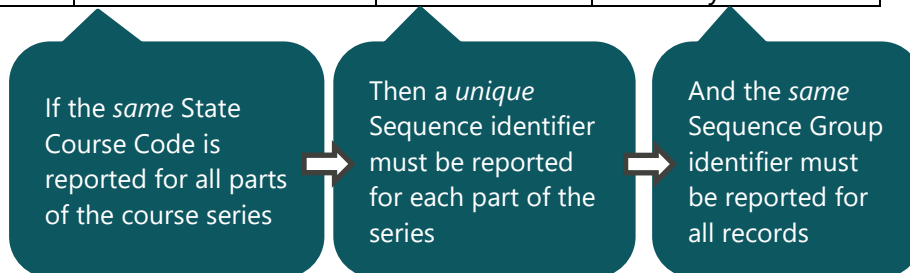 If the same State
Course Code is
reported for all parts
of the course series
Then a unique
Sequence identifier
must be reported
for each part of the
series
And the same
Sequence Group
identifier must
be reported for
all records